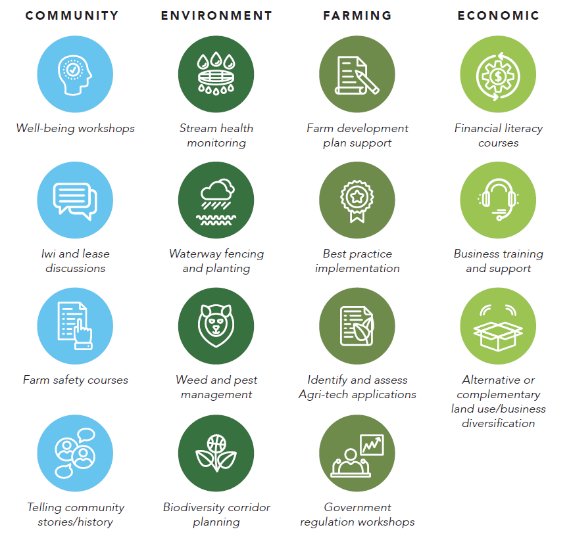 COMMUNITY ENVIRONMENT FARMING ECONOMIC
Well-being workshops
Stream health
monitoring
Farm development
plan support
Financial literacy
courses
Iwi and lease
discussions
Waterway fencing
and planting
Best practice
implementation
Business training
and support
Farm safety courses
Weed and pest
management
Identify and assess
Agri-tech applications
Alternative or
complementary
land use/business
diversification
Telling community
stories/history
Biodiversity corridor
planning
Government
regulation workshops